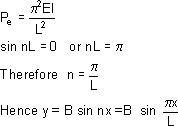 Pₑ = π²EI / L²
sin nL = 0 or nL = π
Therefore n = π / L
Hence y = B sin nx = B sin πx / L